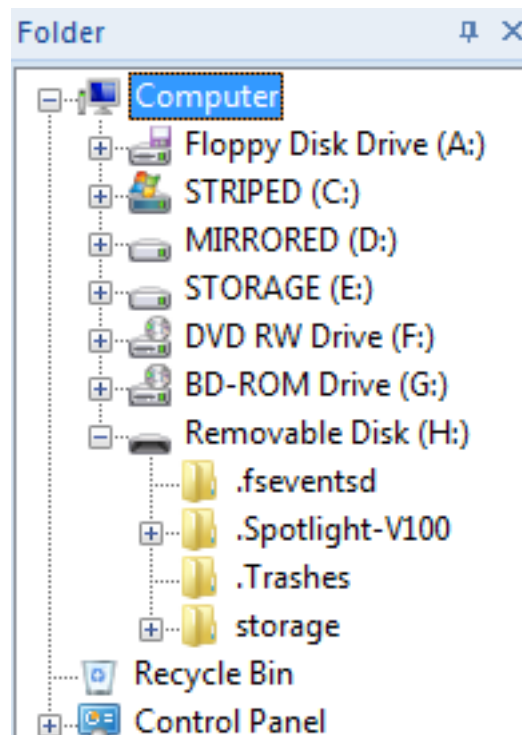 Folder
Computer
Floppy Disk Drive (A:)
STRIPED (C:)
MIRRORED (D:)
STORAGE (E:)
DVD RW Drive (F:)
BD-ROM Drive (G:)
Removable Disk (H:)
.fseventsd
.Spotlight-V100
.Trashes
storage
Recycle Bin
Control Panel